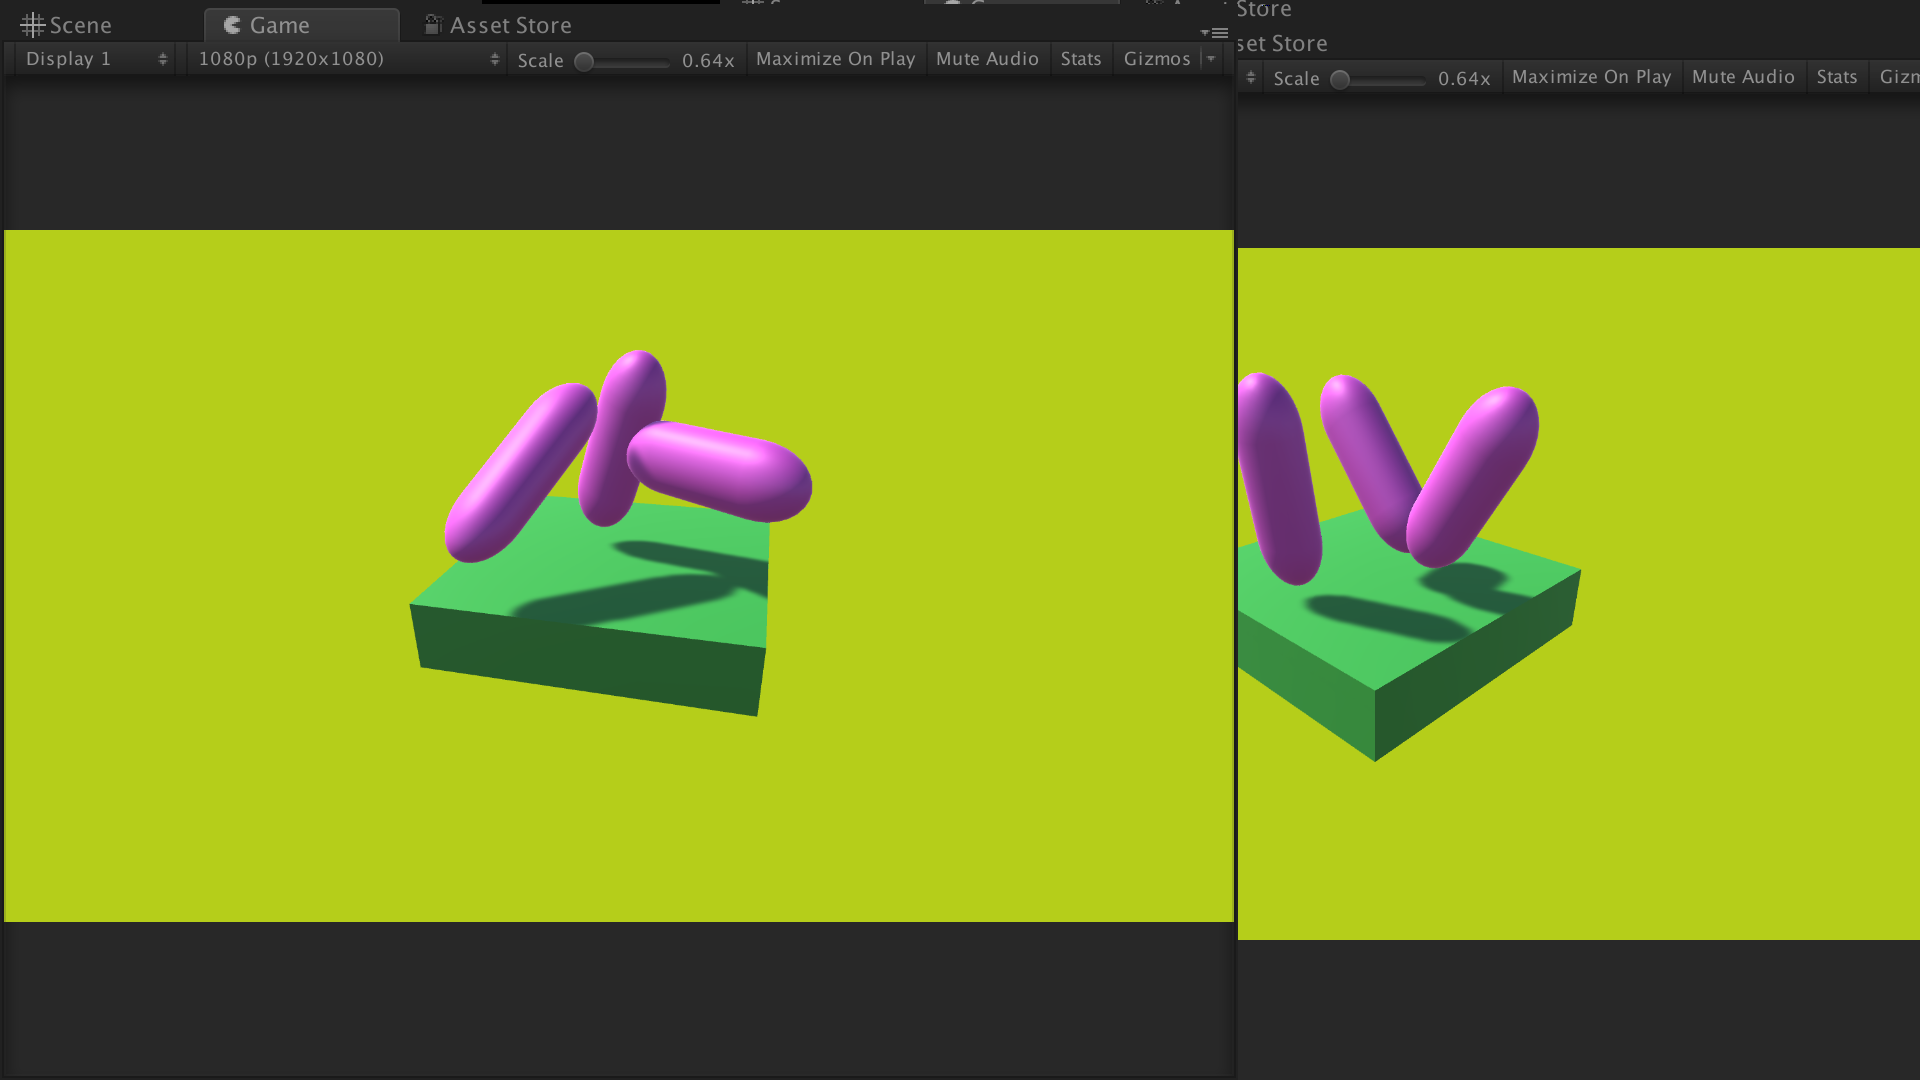 Store
Scene Game Asset Store
set Store
Display 1 1080p (1920x1080) Scale 0.64x Maximize On Play Mute Audio Stats Gizmos
Scale 0.64x Maximize On Play Mute Audio Stats